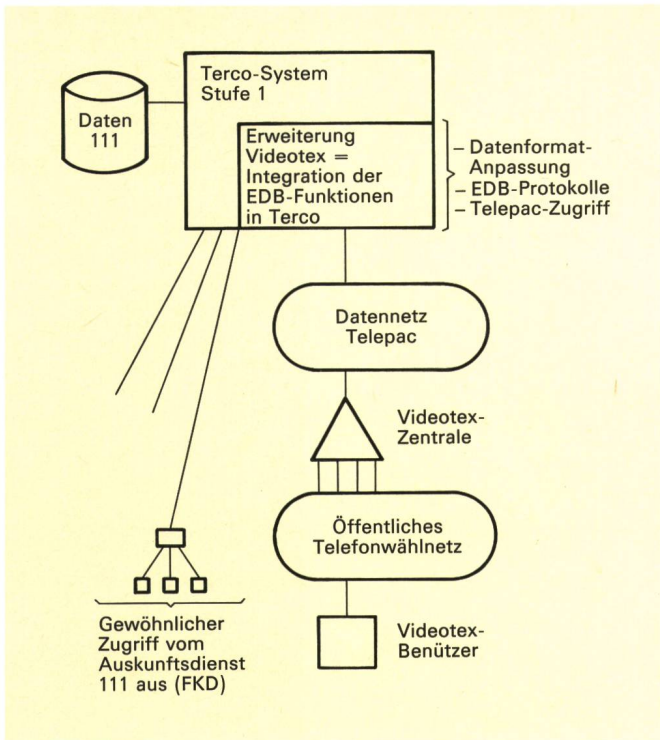 Terco-System
Stufe 1
Daten
111
Erweiterung
Videotex =
Integration der
EDB-Funktionen
in Terco
– Datenformat-
Anpassung
– EDB-Protokolle
– Telepac-Zugriff
Datennetz
Telepac
Videotex-
Zentrale
Öffentliches
Telefonwählnetz
Gewöhnlicher
Zugriff vom
Auskunftsdienst
111 aus (FKD)
Videotex-
Benützer